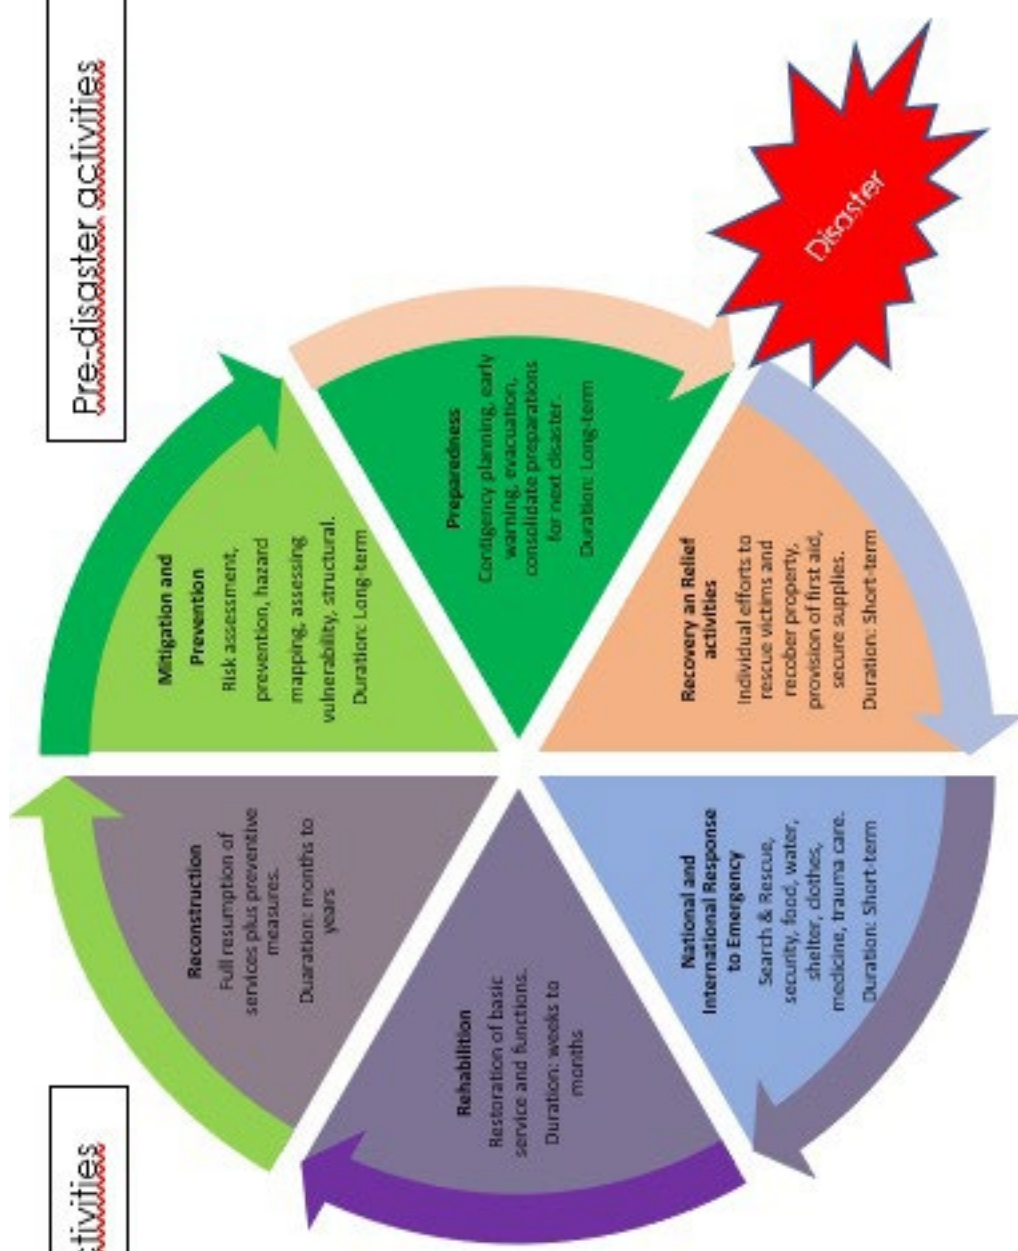 ctivities
Pre-disaster activities
Mitigation and
Prevention
Risk assessment,
prevention, hazard
mapping, assessing
vulnerability, structural.
Duration: Long-term
Preparedness
Contigency planning, early
warning, evacuation,
consolidate preparations
for next disaster.
Duration: Long-term
Disaster
Recovery an Relief
activities
Individual efforts to
rescue victims and
recober property,
provision of first aid,
secure supplies.
Duration: Short-term
National and
International Response
to Emergency
Search & Rescue,
security, food, water,
shelter, clothes,
medicine, trauma care.
Duration: Short-term
Rehabilitation
Restoration of basic
service and functions.
Duration: weeks to
months
Reconstruction
Full resumption of
services plus preventive
measures.
Duaration: months to
years